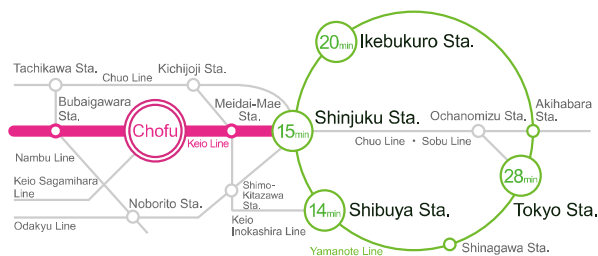 20min
Ikebukuro Sta.
Tachikawa Sta.
Kichijoji Sta.
Chuo Line
Bubaigawara
Sta.
Meidai-Mae
Sta.
Shinjuku Sta.
Ochanomizu Sta.
Akihabara
Sta.
Chofu
15min
Keio Line
Chuo Line ・ Sobu Line
Nambu Line
28min
Keio Sagamihara
Line
Shimo-
Kitazawa
Sta.
Noborito Sta.
14min
Shibuya Sta.
Tokyo Sta.
Odakyu Line
Keio
Inokashira Line
Yamanote Line
Shinagawa Sta.